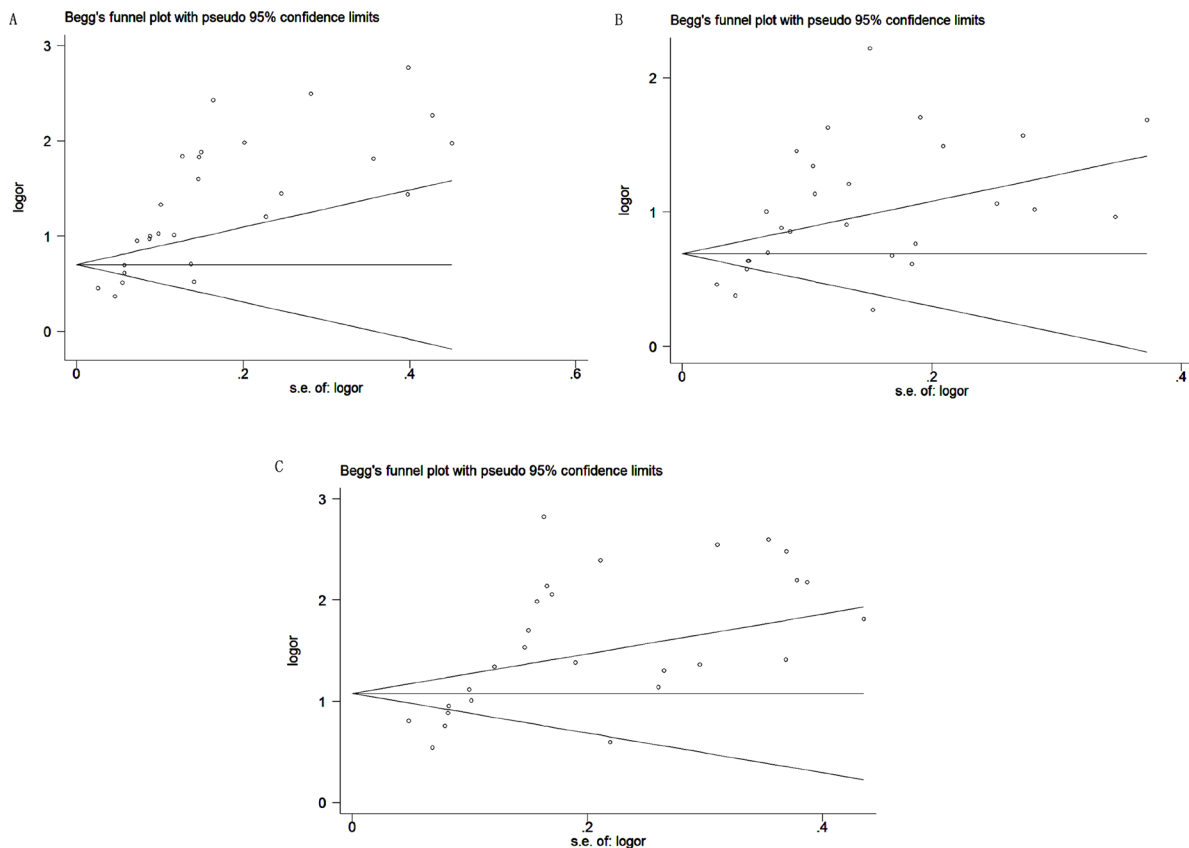 A
Begg's funnel plot with pseudo 95% confidence limits
3
2
1
0
logor
0
.2
.4
.6
s.e. of: logor
B
Begg's funnel plot with pseudo 95% confidence limits
2
1
0
logor
0
.2
.4
s.e. of: logor
C
Begg's funnel plot with pseudo 95% confidence limits
3
2
1
0
logor
0
.2
.4
s.e. of: logor